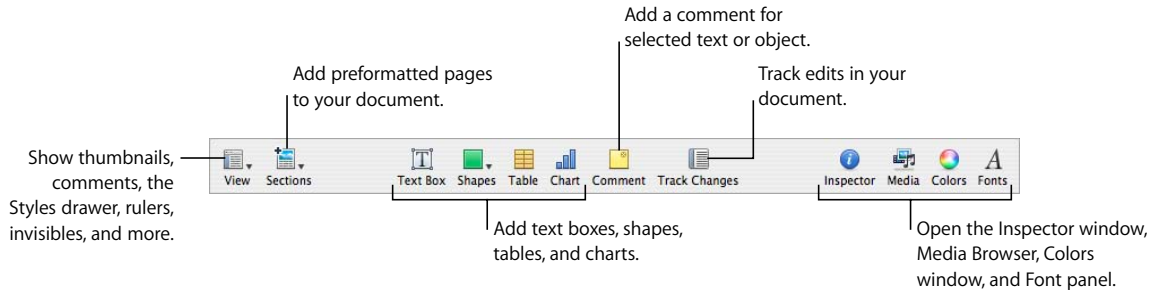 Add a comment for
selected text or object.
Add preformatted pages
to your document.
Track edits in your
document.
Show thumbnails,
comments, the
Styles drawer, rulers,
invisibles, and more.
View Sections Text Box Shapes Table Chart Comment Track Changes Inspector Media Colors Fonts
Add text boxes, shapes,
tables, and charts.
Open the Inspector window,
Media Browser, Colors
window, and Font panel.